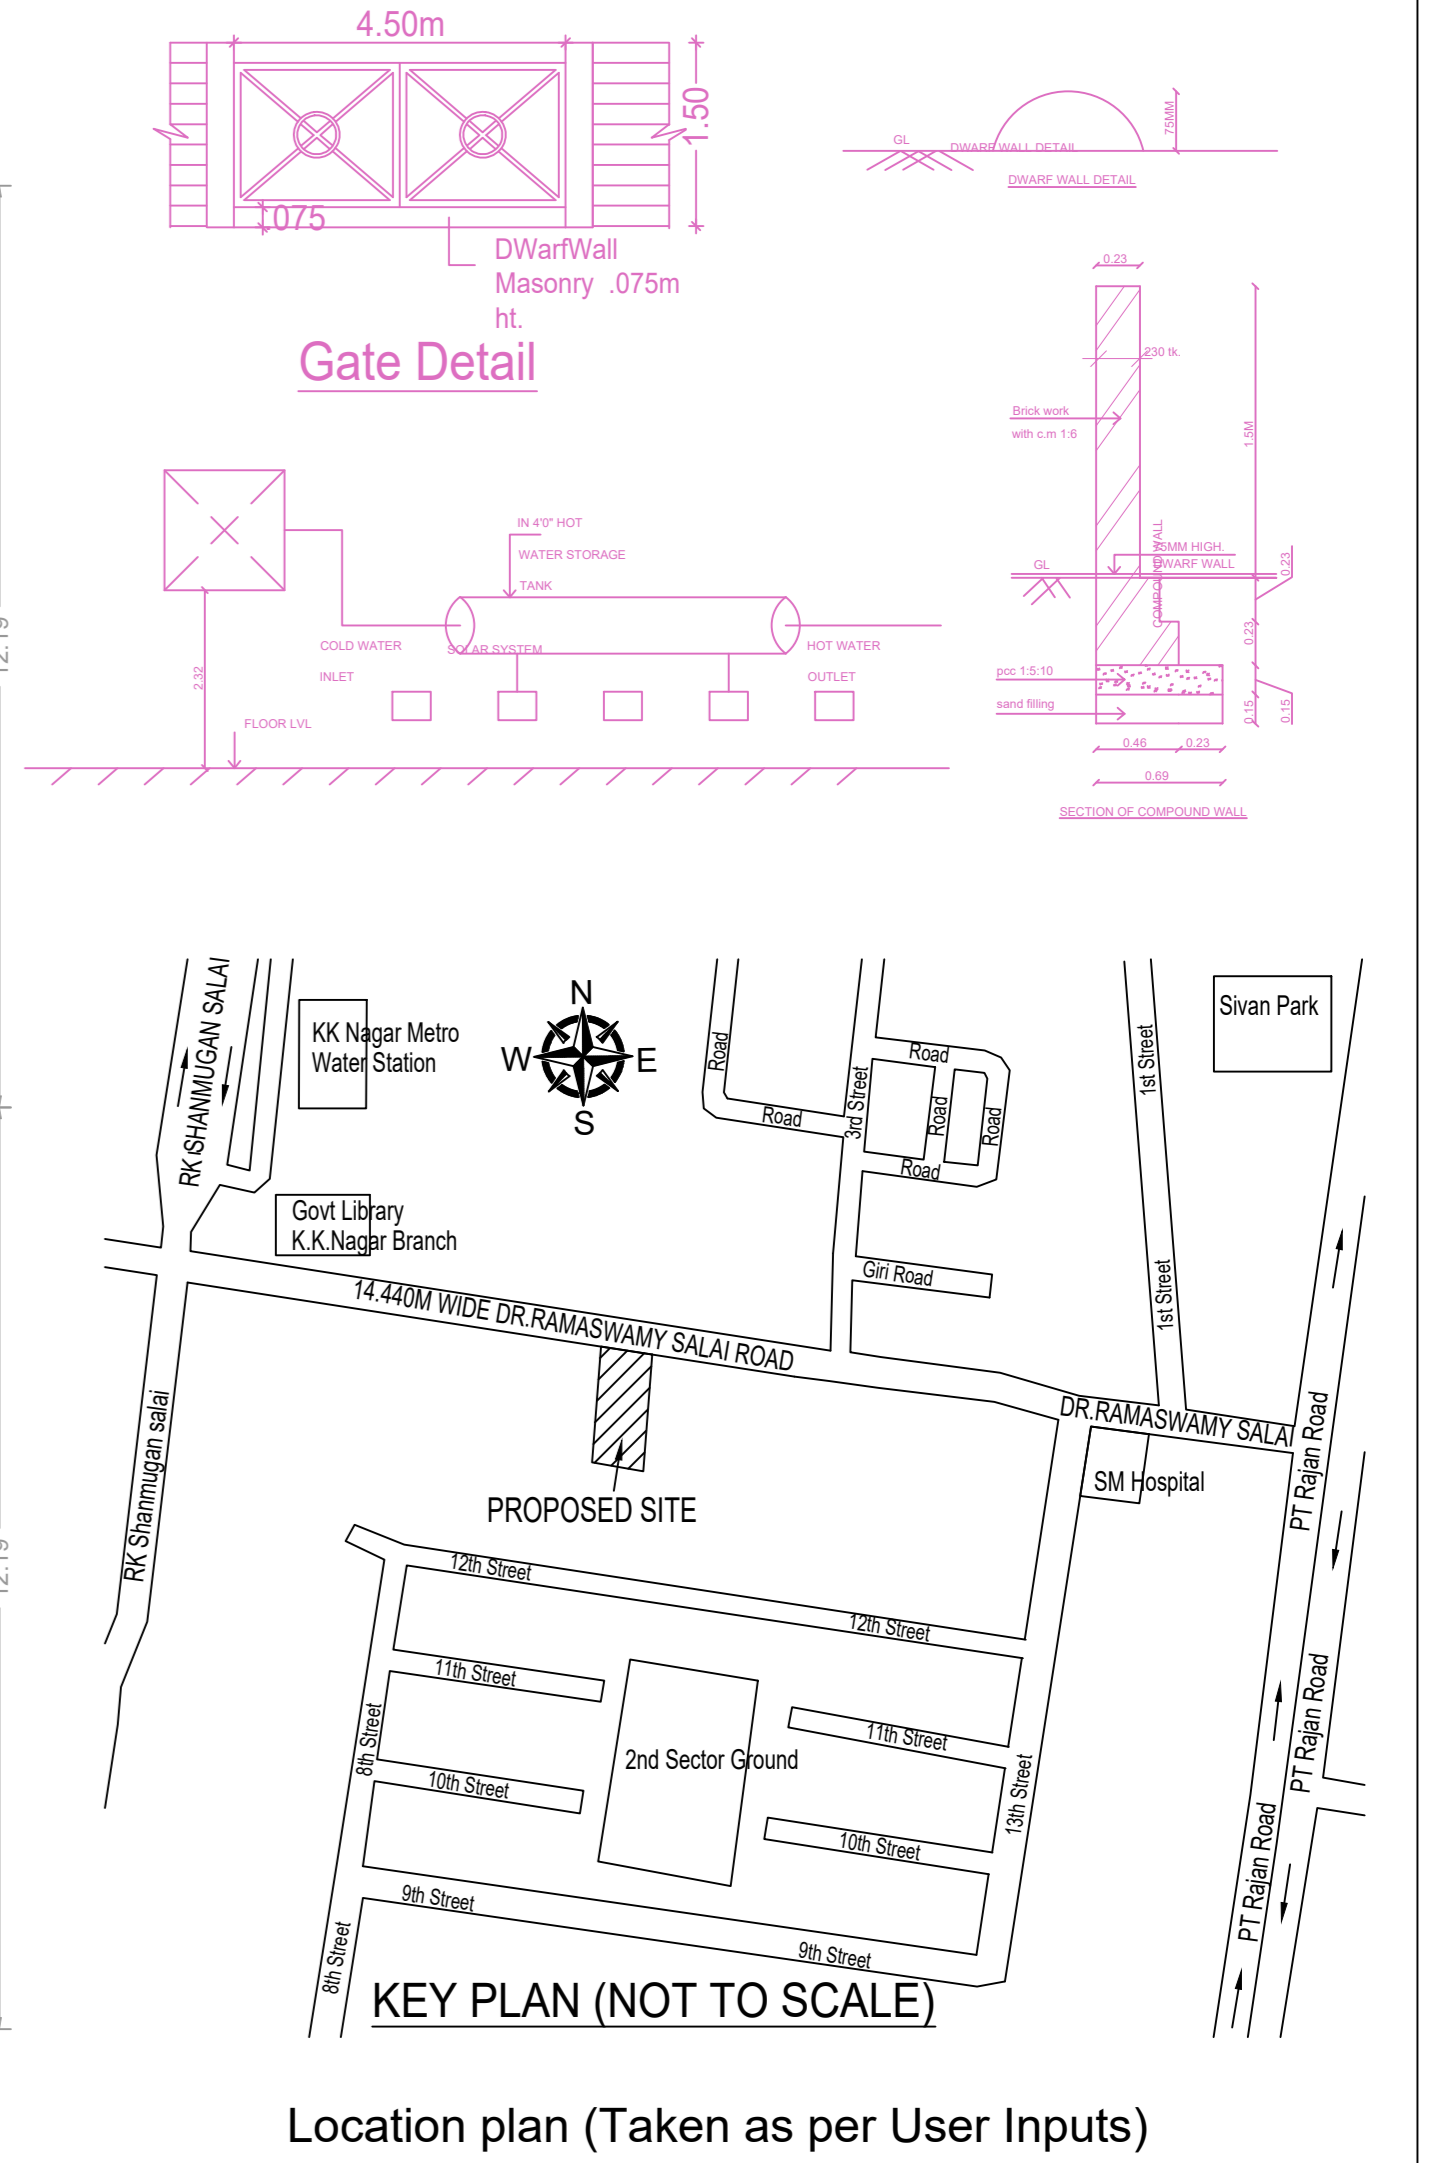 4.50m
1.50
.075
DWarfWall
Masonry .075m
ht.
Gate Detail
75MM
GL
DWARF WALL DETAIL
DWARF WALL DETAIL
0.23
230 tk.
Brick work
with c.m 1:6
1.5M
COMPOUND WALL
75MM HIGH.
DWARF WALL
GL
0.23
0.23
pcc 1:5:10
sand filling
0.15
0.15
0.46
0.23
0.69
SECTION OF COMPOUND WALL
IN 4'0" HOT
WATER STORAGE
TANK
COLD WATER
INLET
SOLAR SYSTEM
HOT WATER
OUTLET
2.32
FLOOR LVL
12.19
12.19
RK SHANMUGAN SALAI
KK Nagar Metro
Water Station
N
W
E
S
Road
Road
3rd Street
Road
Road
Road
Road
1st Street
Sivan Park
Govt Library
K.K.Nagar Branch
Giri Road
1st Street
14.440M WIDE DR.RAMASWAMY SALAI ROAD
DR.RAMASWAMY SALAI
RK Shanmugan salai
PROPOSED SITE
SM Hospital
PT Rajan Road
12th Street
12th Street
11th Street
11th Street
8th Street
2nd Sector Ground
10th Street
10th Street
13th Street
PT Rajan Road
PT Rajan Road
9th Street
9th Street
8th Street
KEY PLAN (NOT TO SCALE)
Location plan (Taken as per User Inputs)